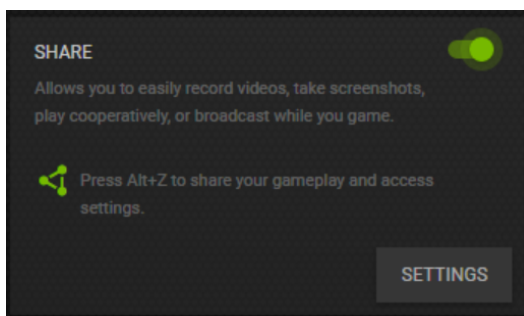 SHARE
Allows you to easily record videos, take screenshots,
play cooperatively, or broadcast while you game.
Press Alt+Z to share your gameplay and access
settings.
SETTINGS